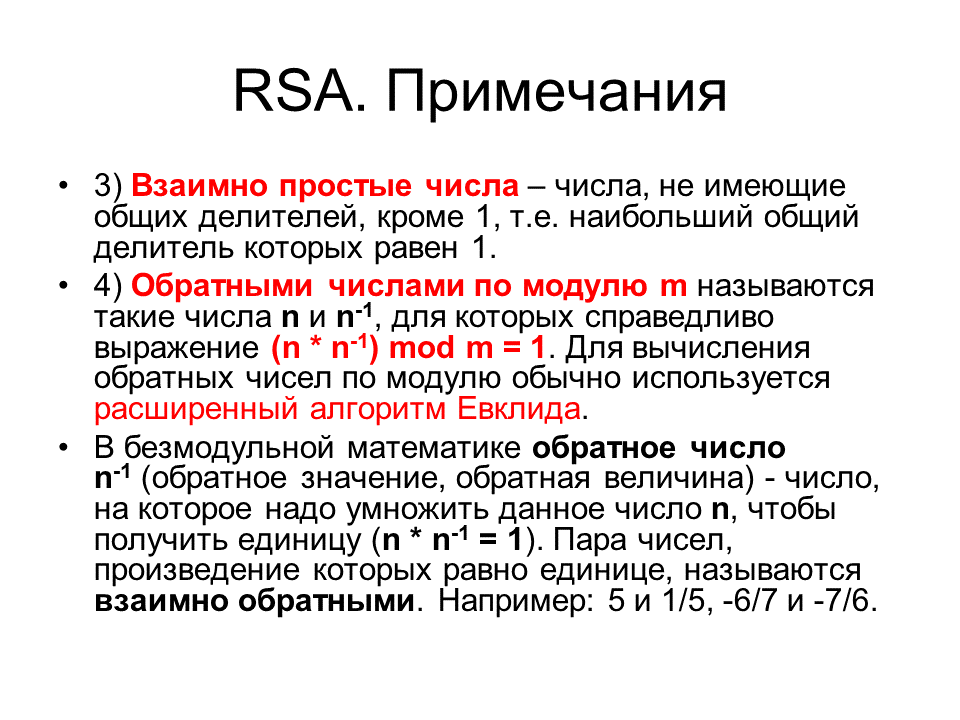 RSA. Примечания
• 3) Взаимно простые числа – числа, не имеющие
общих делителей, кроме 1, т.е. наибольший общий
делитель которых равен 1.
• 4) Обратными числами по модулю m называются
такие числа n и n⁻¹, для которых справедливо
выражение (n * n⁻¹) mod m = 1. Для вычисления
обратных чисел по модулю обычно используется
расширенный алгоритм Евклида.
• В безмодульной математике обратное число
n⁻¹ (обратное значение, обратная величина) - число,
на которое надо умножить данное число n, чтобы
получить единицу (n * n⁻¹ = 1). Пара чисел,
произведение которых равно единице, называются
взаимно обратными. Например: 5 и 1/5, -6/7 и -7/6.